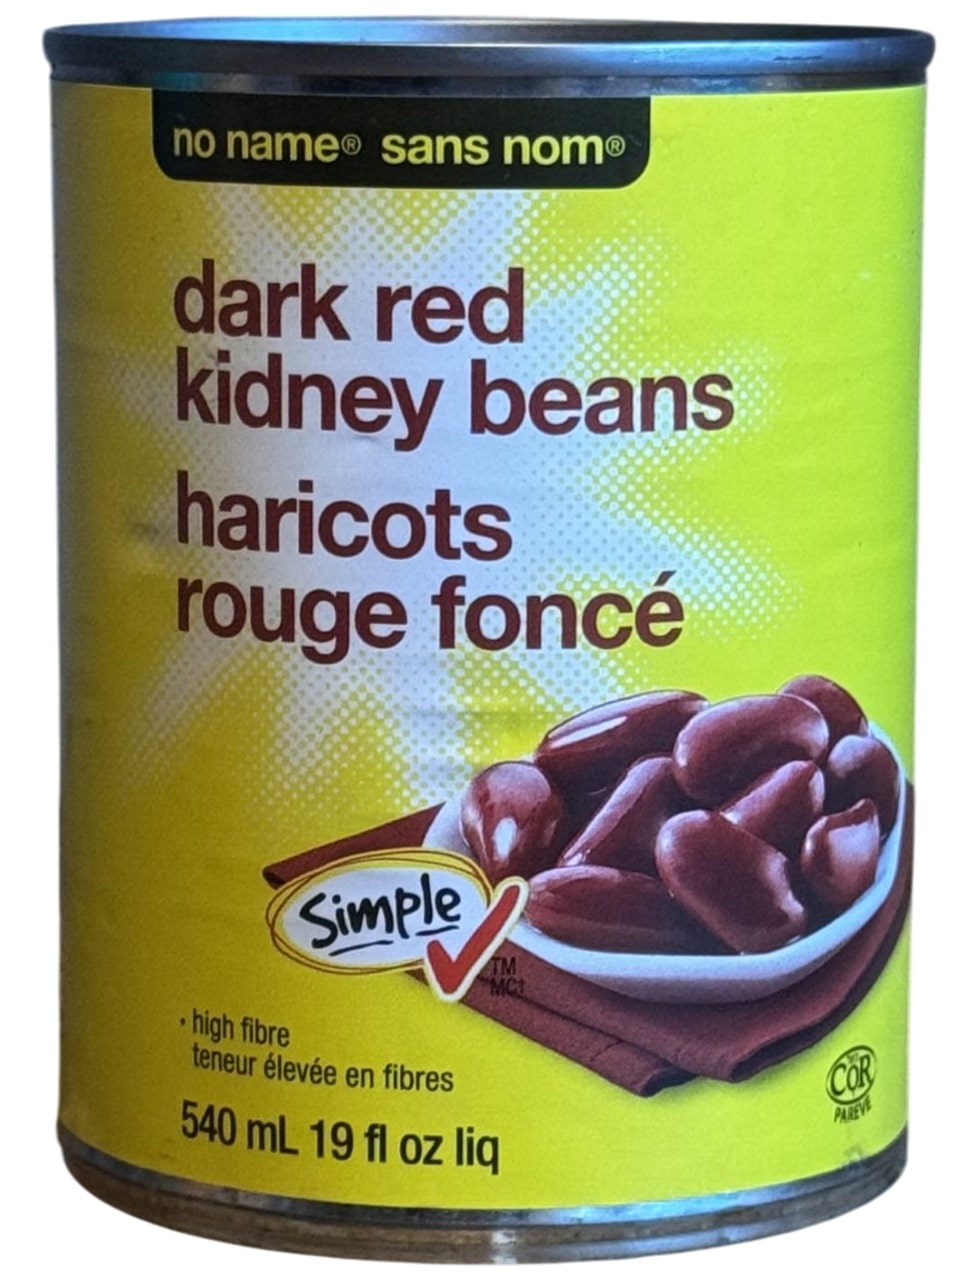 no name® sans nom®
dark red
kidney beans
haricots
rouge foncé
Simple
TM
MC†
• high fibre
teneur élevée en fibres
540 mL 19 fl oz liq
COR
PAREVE